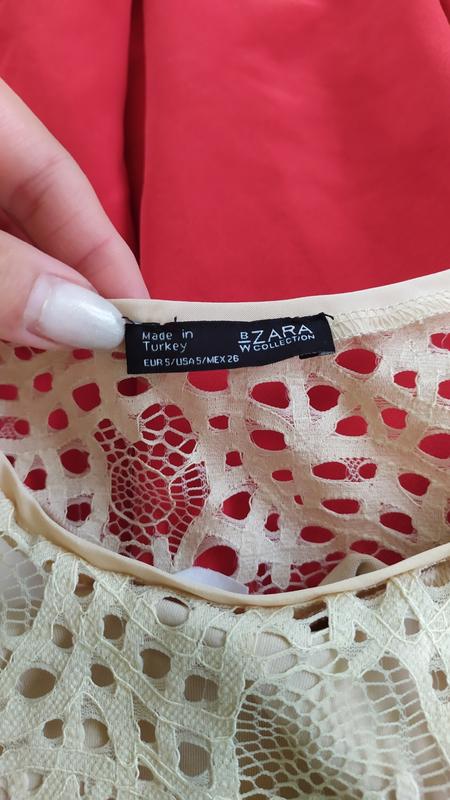 Made in
Turkey
EUR S/USA S/MEX 26
B ZARA
W COLLECTION